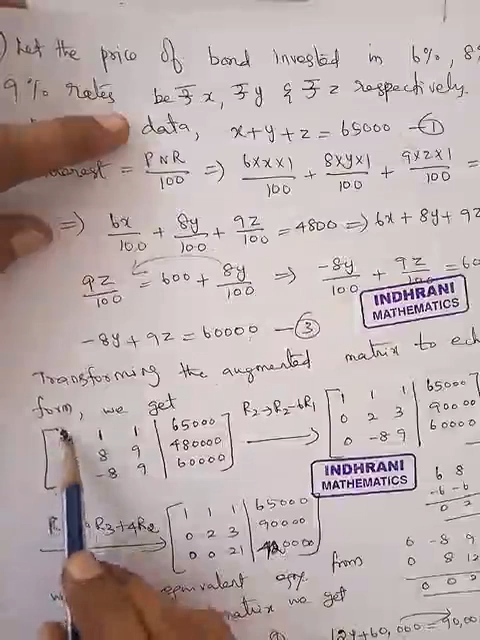 ) Let the price of bond invested in 6%, 8%
9% rates be ₹ x, ₹ y & ₹ z respectively.
data, x+y+z = 65000 —①
= PNR/100 ⇒ 6×x×1/100 + 8×y×1/100 + 9×z×1/100 =
⇒ 6x/100 + 8y/100 + 9z/100 = 4800 ⇒ 6x + 8y + 9z
9z/100 = 600 + 8y/100 ⇒ -8y/100 + 9z/100 = 60
INDHRANI
MATHEMATICS
-8y + 9z = 60000 —③
Transforming the augmented matrix to ech
form, we get
[ 1 1 | 65000 ] R2→R2-6R1 [ 1 1 1 | 65000
8 9 | 480000 ⟶ 0 2 3 | 90000
-8 9 | 60000 ] 0 -8 9 | 60000
INDHRANI
MATHEMATICS
6 8
-6 -6
0 2
R3+4R2 ⟶ [ 1 1 1 | 65000
0 2 3 | 90000
0 0 21 | 420000 ]
from
0 -8 9
0 8 12
0 0 2
equivalent
we get
12y+60,000 = 90,00